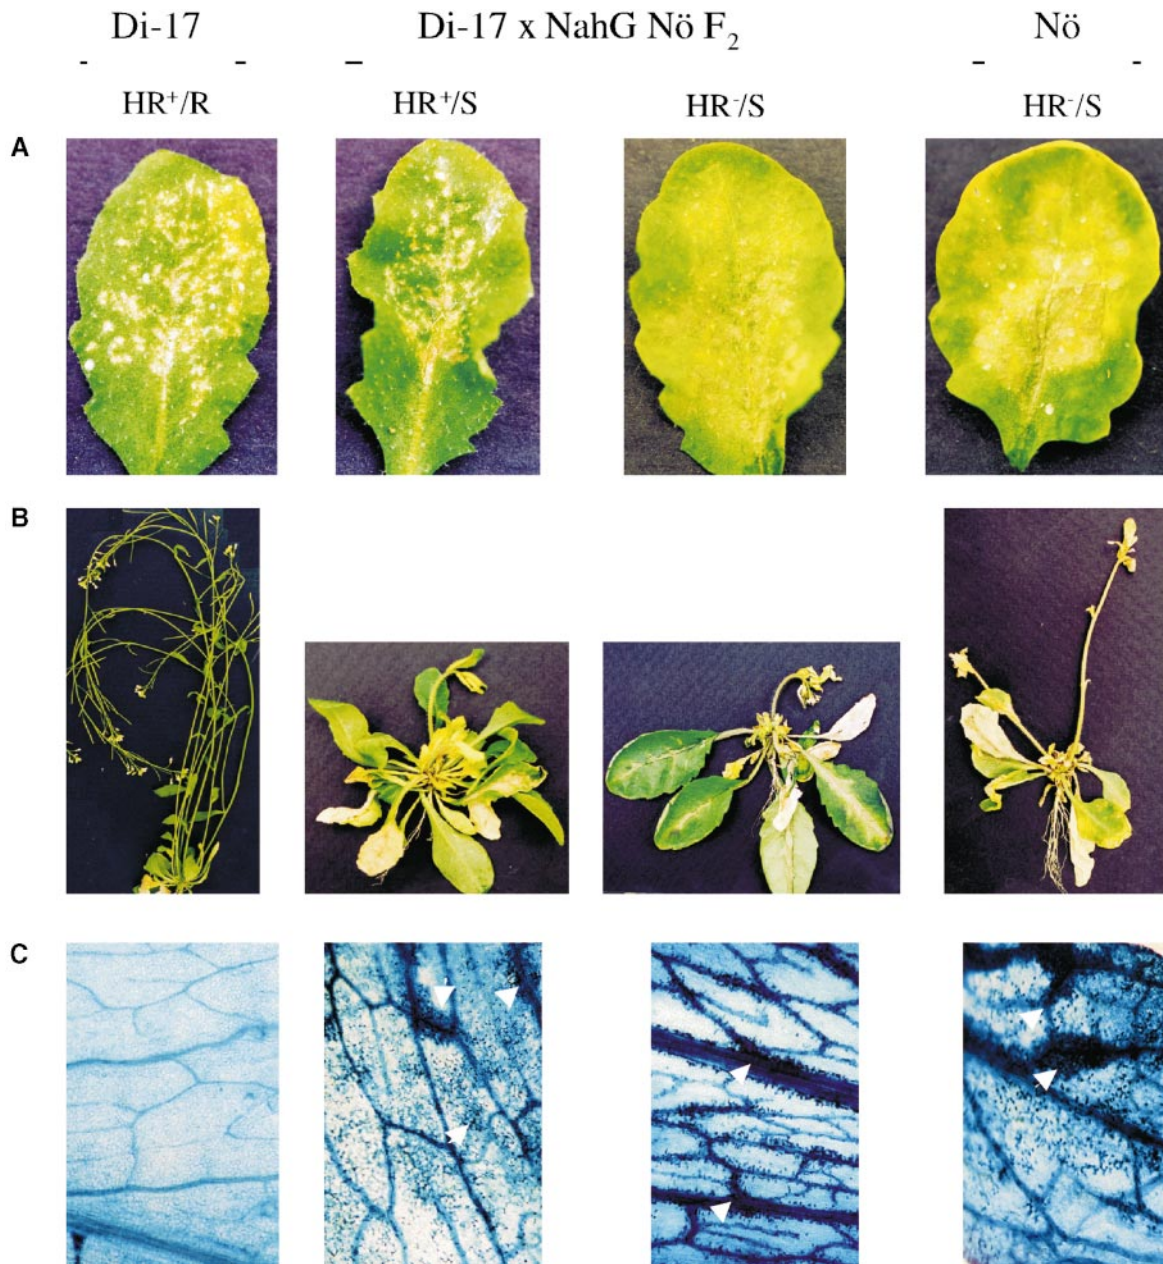 Di-17 Di-17 x NahG Nö F₂ Nö
HR⁺/R HR⁺/S HR⁻/S HR⁻/S
A
B
C